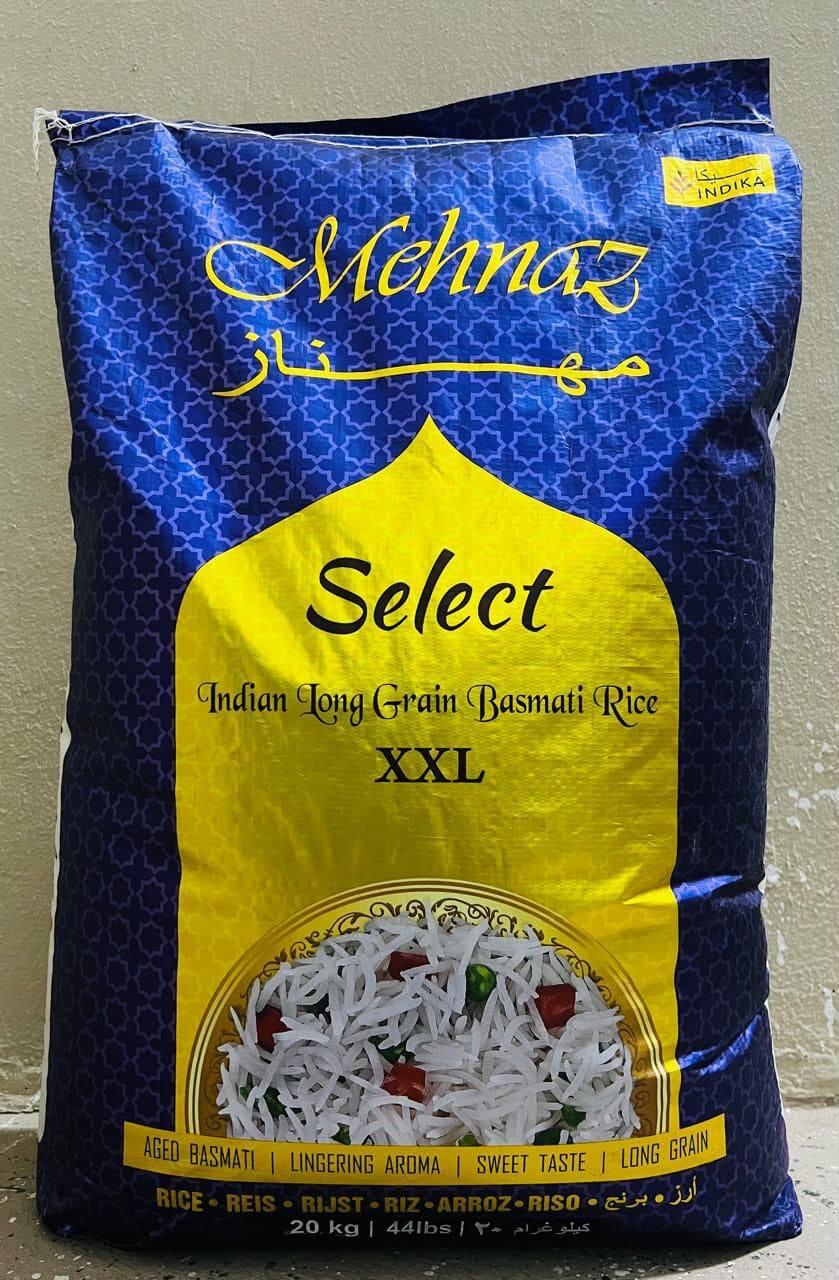 INDIKA
Mehnaz
مهناز
Select
Indian Long Grain Basmati Rice
XXL
AGED BASMATI | LINGERING AROMA | SWEET TASTE | LONG GRAIN
RICE • REIS • RIJST • RIZ • ARROZ • RISO • برنج • أرز
20 kg | 44lbs | ٢٠ كيلو غرام